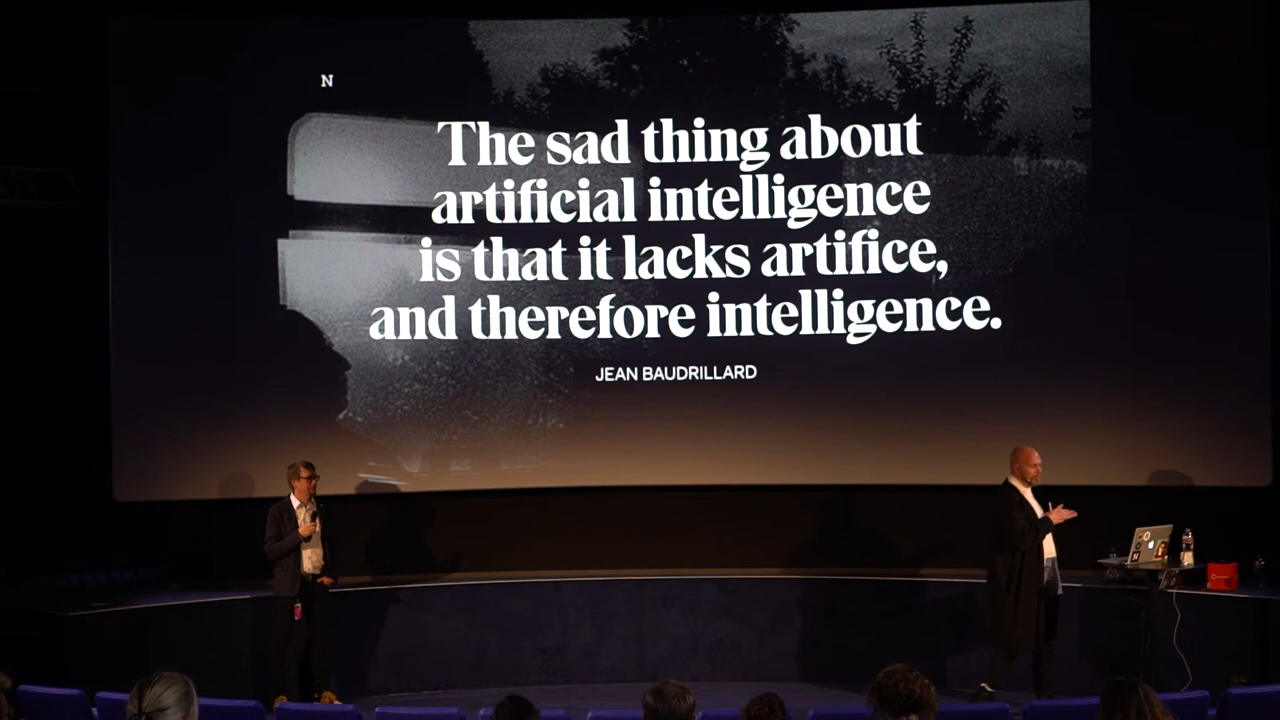 N
The sad thing about
artificial intelligence
is that it lacks artifice,
and therefore intelligence.
JEAN BAUDRILLARD
N